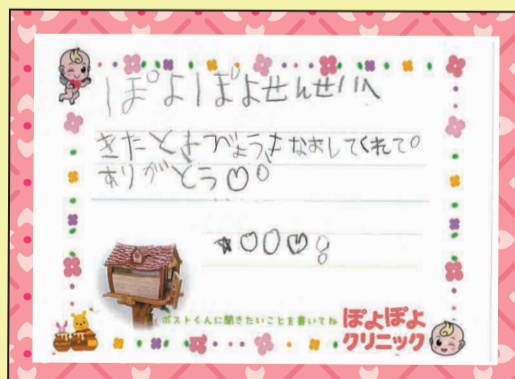 ぽよぽよせんせいへ
きたときびょうきなおしてくれて。
ありがとう♡。
★♡♡♡
ポストくんに聞きたいことを書いてね
ぽよぽよ
クリニック